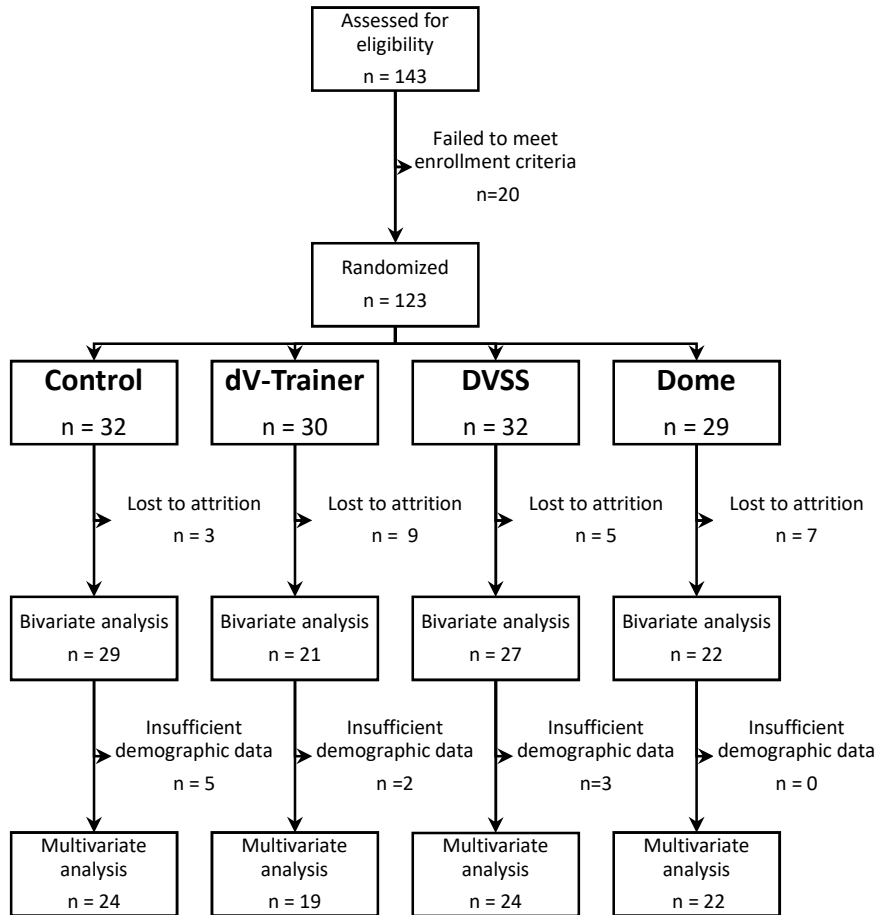 Assessed for
eligibility
n = 143
Failed to meet
enrollment criteria
n=20
Randomized
n = 123
Control
n = 32
dV-Trainer
n = 30
DVSS
n = 32
Dome
n = 29
Lost to attrition
n = 3
Lost to attrition
n = 9
Lost to attrition
n = 5
Lost to attrition
n = 7
Bivariate analysis
n = 29
Bivariate analysis
n = 21
Bivariate analysis
n = 27
Bivariate analysis
n = 22
Insufficient
demographic data
n = 5
Insufficient
demographic data
n =2
Insufficient
demographic data
n=3
Insufficient
demographic data
n = 0
Multivariate
analysis
n = 24
Multivariate
analysis
n = 19
Multivariate
analysis
n = 24
Multivariate
analysis
n = 22